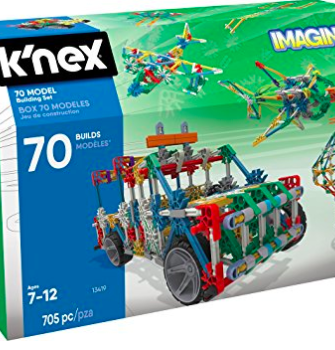 k'nex
IMAGIN
70 MODEL
Building Set
BOX 70 MODÈLES
Jeu de construction
70 BUILDS
MODÈLES
Ages
7-12
13419
705 pc/pza